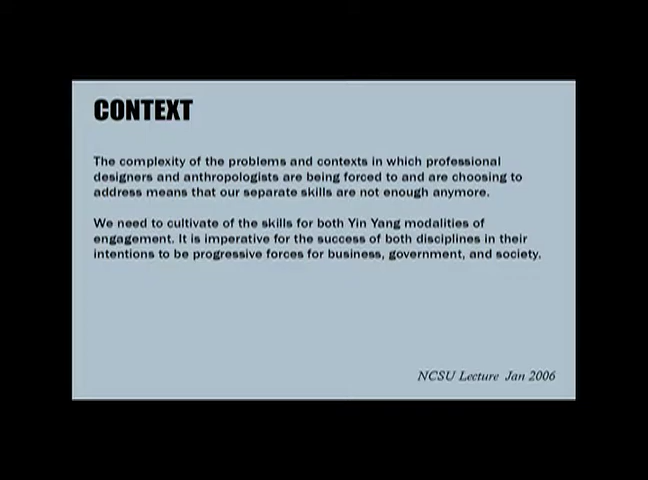 CONTEXT
The complexity of the problems and contexts in which professional
designers and anthropologists are being forced to and are choosing to
address means that our separate skills are not enough anymore.
We need to cultivate of the skills for both Yin Yang modalities of
engagement. It is imperative for the success of both disciplines in their
intentions to be progressive forces for business, government, and society.
NCSU Lecture Jan 2006